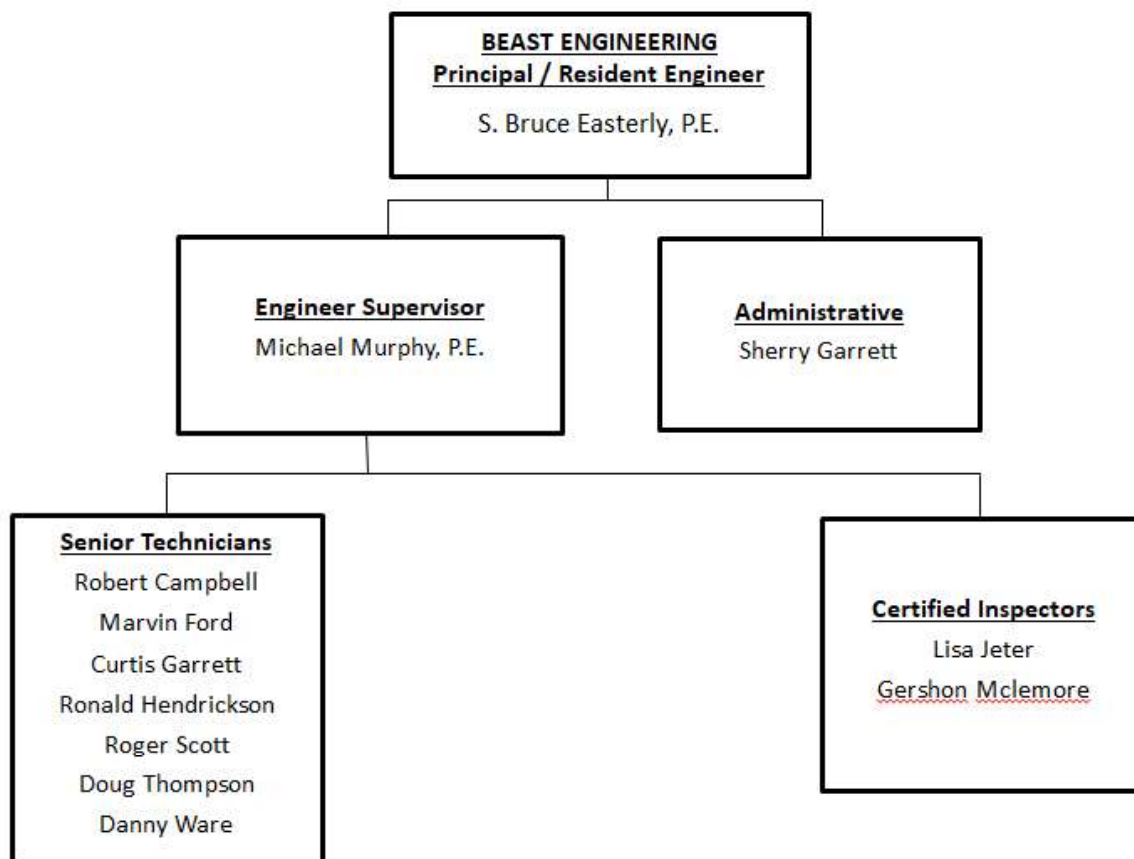 BEAST ENGINEERING
Principal / Resident Engineer
S. Bruce Easterly, P.E.
Engineer Supervisor
Michael Murphy, P.E.
Administrative
Sherry Garrett
Senior Technicians
Robert Campbell
Marvin Ford
Curtis Garrett
Ronald Hendrickson
Roger Scott
Doug Thompson
Danny Ware
Certified Inspectors
Lisa Jeter
Gershon Mclemore